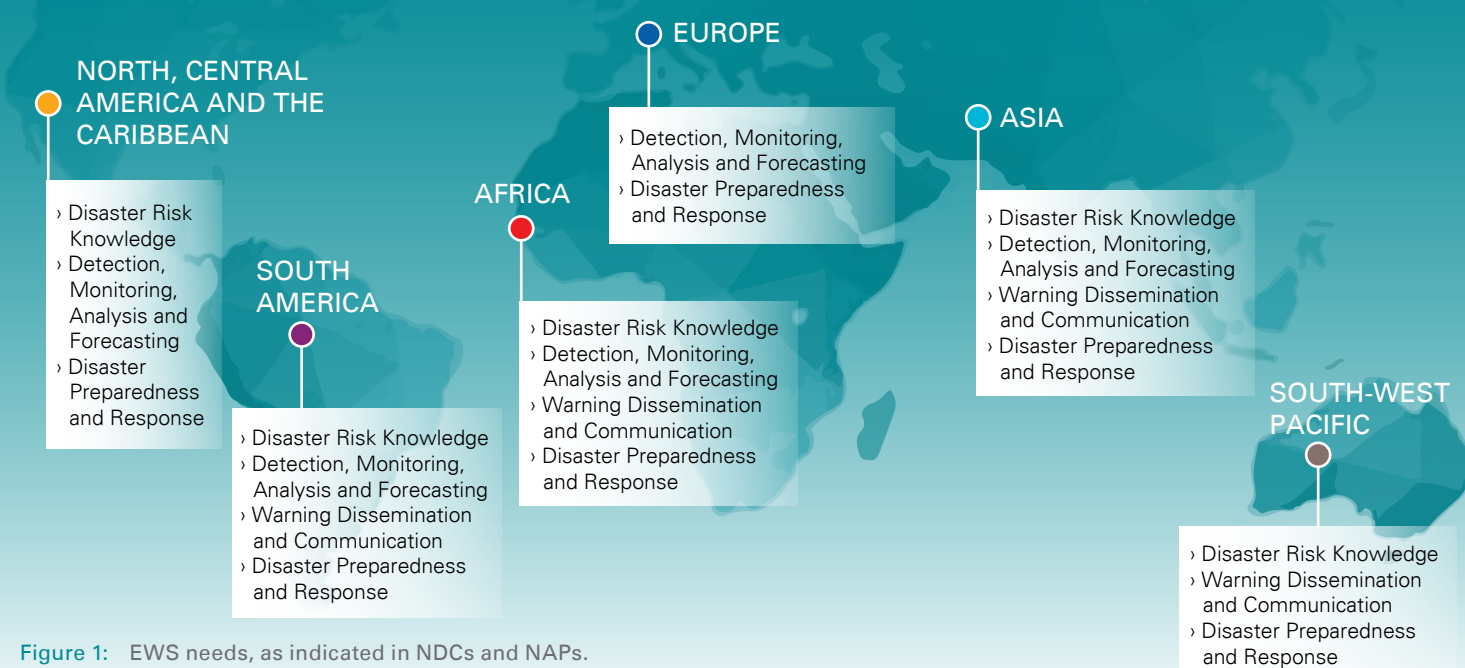 NORTH, CENTRAL
AMERICA AND THE
CARIBBEAN
› Disaster Risk
Knowledge
› Detection,
Monitoring,
Analysis and
Forecasting
› Disaster
Preparedness
and Response
SOUTH
AMERICA
› Disaster Risk Knowledge
› Detection, Monitoring,
Analysis and Forecasting
› Warning Dissemination
and Communication
› Disaster Preparedness
and Response
AFRICA
› Disaster Risk Knowledge
› Detection, Monitoring,
Analysis and Forecasting
› Warning Dissemination
and Communication
› Disaster Preparedness
and Response
EUROPE
› Detection, Monitoring,
Analysis and Forecasting
› Disaster Preparedness
and Response
ASIA
› Disaster Risk Knowledge
› Detection, Monitoring,
Analysis and Forecasting
› Warning Dissemination
and Communication
› Disaster Preparedness
and Response
SOUTH-WEST
PACIFIC
› Disaster Risk Knowledge
› Warning Dissemination
and Communication
› Disaster Preparedness
and Response
Figure 1: EWS needs, as indicated in NDCs and NAPs.